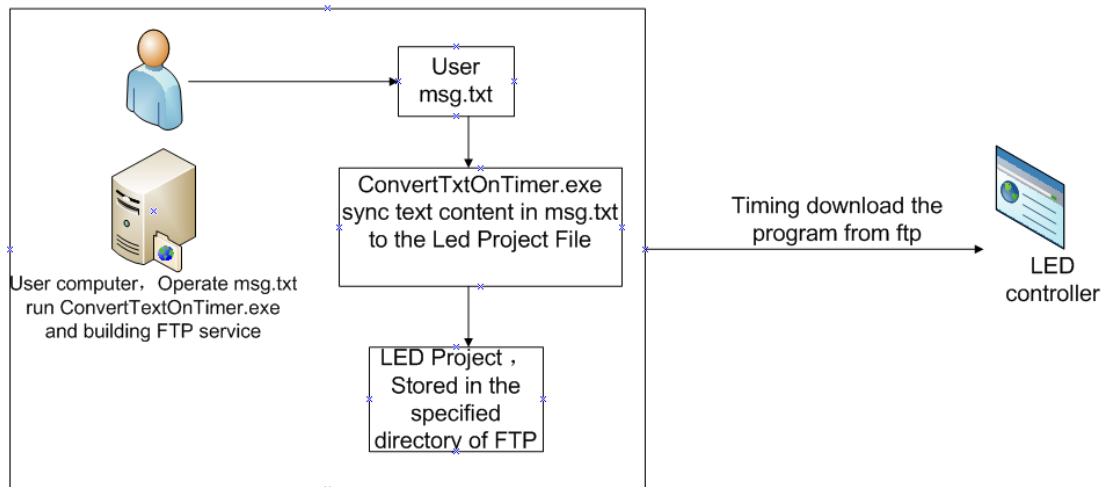 User
msg.txt
ConvertTxtOnTimer.exe
sync text content in msg.txt
to the Led Project File
User computer，Operate msg.txt
run ConvertTextOnTimer.exe
and building FTP service
LED Project，
Stored in the
specified
directory of FTP
Timing download the
program from ftp
LED
controller